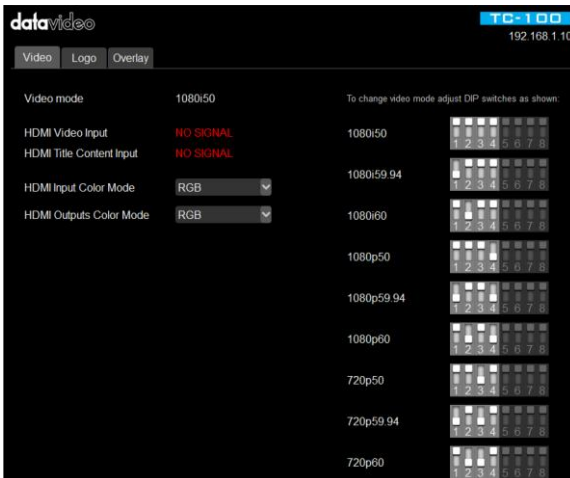 datavideo
TC-100
192.168.1.10
Video Logo Overlay
Video mode 1080i50
To change video mode adjust DIP switches as shown:
HDMI Video Input NO SIGNAL
HDMI Title Content Input NO SIGNAL
HDMI Input Color Mode RGB
HDMI Outputs Color Mode RGB
1080i50
1 2 3 4 5 6 7 8
1080i59.94
1 2 3 4 5 6 7 8
1080i60
1 2 3 4 5 6 7 8
1080p50
1 2 3 4 5 6 7 8
1080p59.94
1 2 3 4 5 6 7 8
1080p60
1 2 3 4 5 6 7 8
720p50
1 2 3 4 5 6 7 8
720p59.94
1 2 3 4 5 6 7 8
720p60
1 2 3 4 5 6 7 8